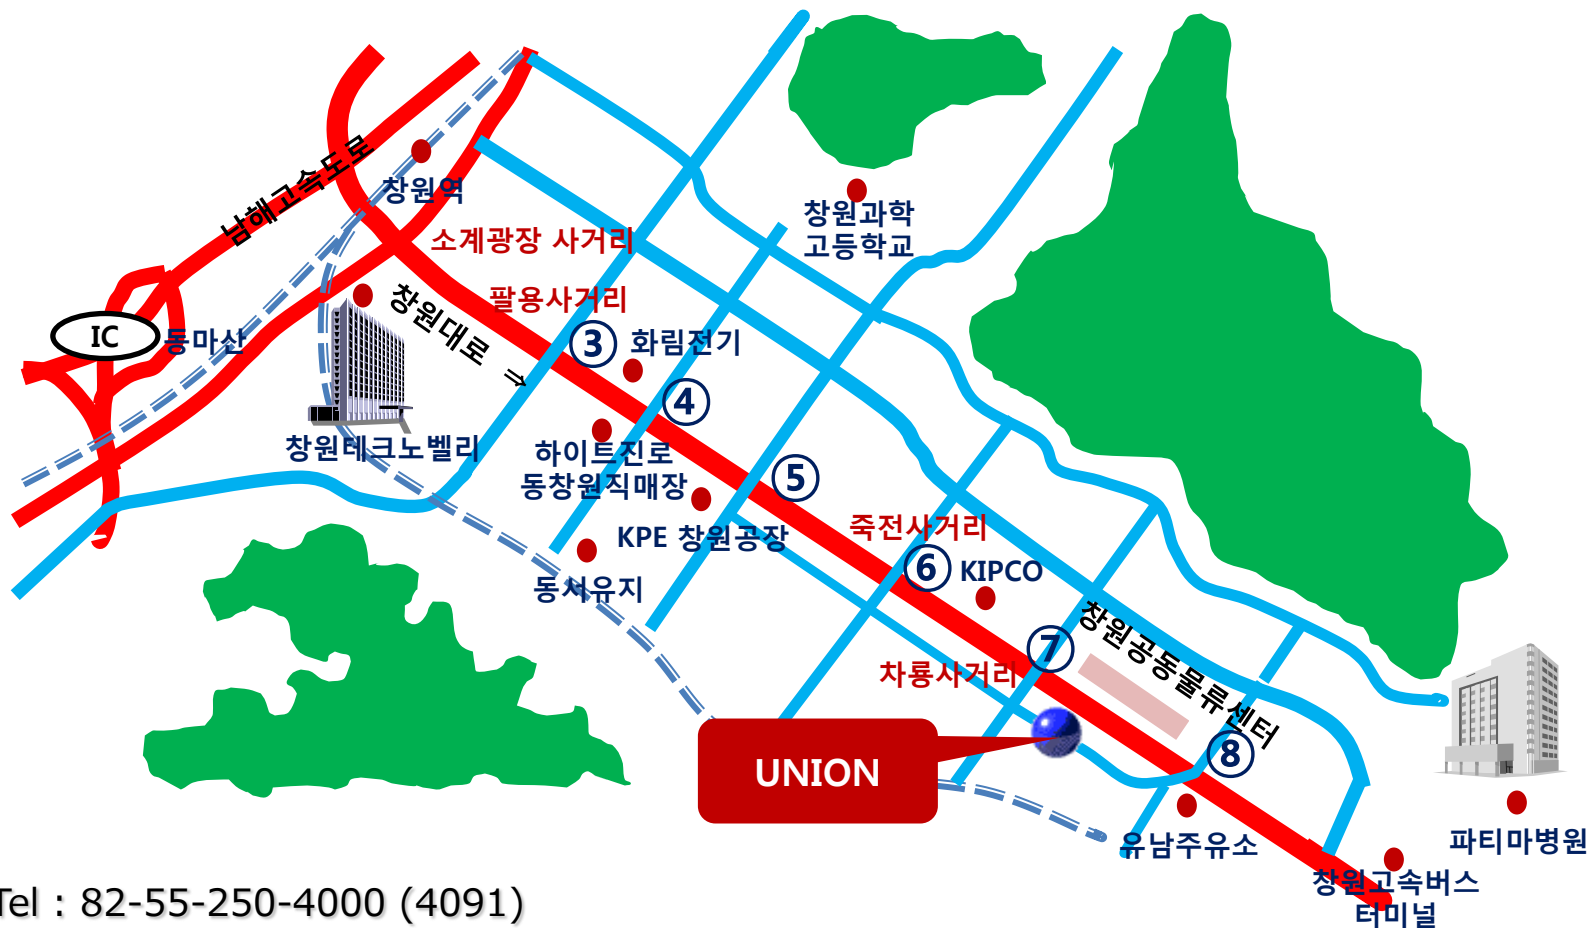 남해고속도로
창원역
창원과학
고등학교
소계광장 사거리
팔용사거리
창원대로 ⇒
IC
동마산
③
화림전기
④
창원테크노벨리
하이트진로
동창원직매장
⑤
KPE 창원공장
죽전사거리
⑥
KIPCO
동서유지
창원공동물류센터
⑦
차룡사거리
⑧
UNION
유남주유소
파티마병원
창원고속버스
터미널
Tel : 82-55-250-4000 (4091)